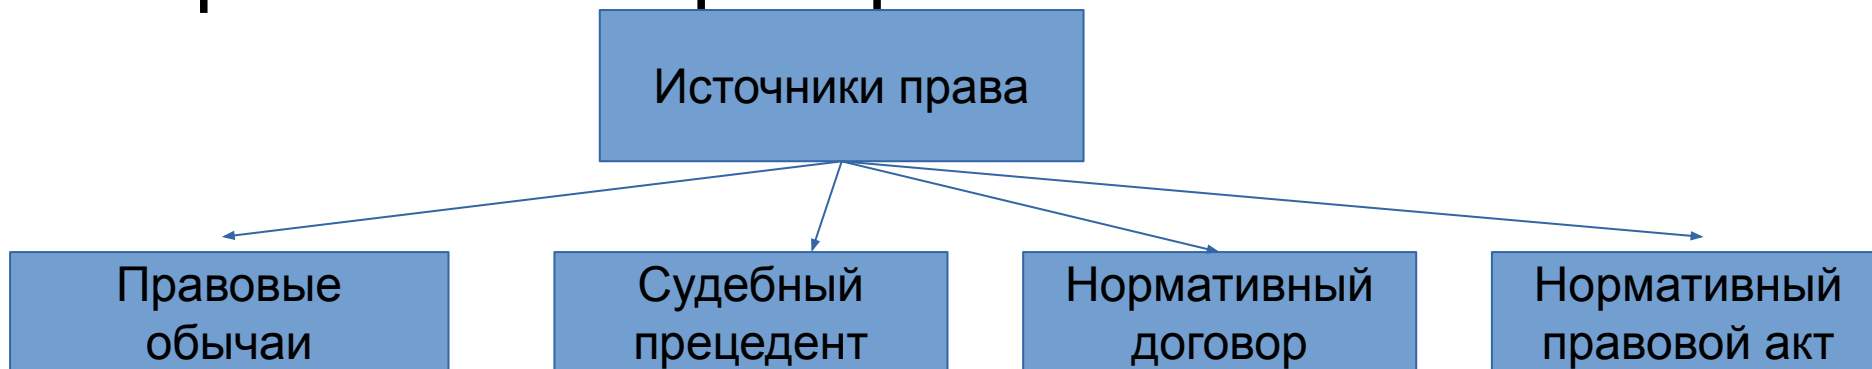 Источники права
Правовые
обычаи
Судебный
прецедент
Нормативный
договор
Нормативный
правовой акт